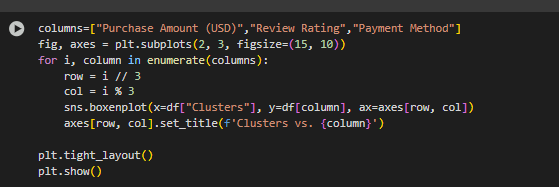 columns=["Purchase Amount (USD)","Review Rating","Payment Method"]
fig, axes = plt.subplots(2, 3, figsize=(15, 10))
for i, column in enumerate(columns):
    row = i // 3
    col = i % 3
    sns.boxenplot(x=df["Clusters"], y=df[column], ax=axes[row, col])
    axes[row, col].set_title(f'Clusters vs. {column}')

plt.tight_layout()
plt.show()